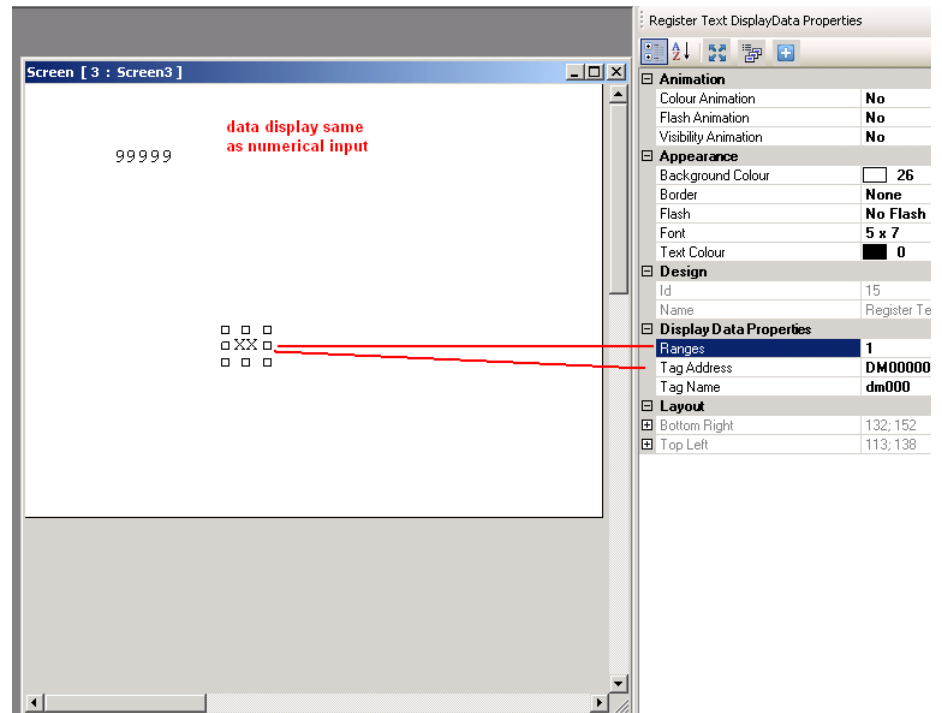 Register Text DisplayData Properties
Screen [ 3 : Screen3 ]
data display same
as numerical input
99999
XX
Animation
Colour Animation No
Flash Animation No
Visibility Animation No
Appearance
Background Colour 26
Border None
Flash No Flash
Font 5 x 7
Text Colour 0
Design
Id 15
Name Register Te
Display Data Properties
Ranges 1
Tag Address DM00000
Tag Name dm000
Layout
Bottom Right 132; 152
Top Left 113; 138